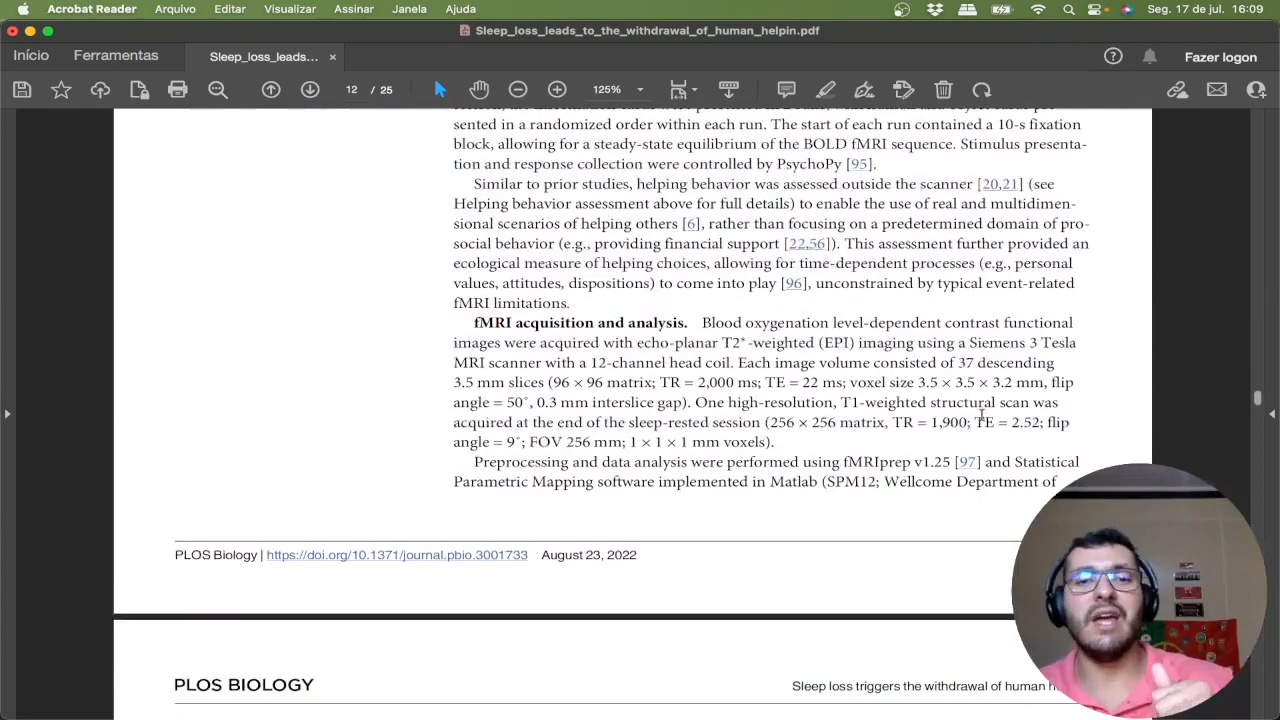 Acrobat Reader Arquivo Editar Visualizar Assinar Janela Ajuda Seg. 17 de jul. 16:09
Sleep_loss_leads_to_the_withdrawal_of_human_helpin.pdf
Início Ferramentas Sleep_loss_leads... × Fazer logon
12 / 25 125%
sented in a randomized order within each run. The start of each run contained a 10-s fixation
block, allowing for a steady-state equilibrium of the BOLD fMRI sequence. Stimulus presenta-
tion and response collection were controlled by PsychoPy [95].
Similar to prior studies, helping behavior was assessed outside the scanner [20,21] (see
Helping behavior assessment above for full details) to enable the use of real and multidimen-
sional scenarios of helping others [6], rather than focusing on a predetermined domain of pro-
social behavior (e.g., providing financial support [22,56]). This assessment further provided an
ecological measure of helping choices, allowing for time-dependent processes (e.g., personal
values, attitudes, dispositions) to come into play [96], unconstrained by typical event-related
fMRI limitations.
fMRI acquisition and analysis. Blood oxygenation level-dependent contrast functional
images were acquired with echo-planar T2*-weighted (EPI) imaging using a Siemens 3 Tesla
MRI scanner with a 12-channel head coil. Each image volume consisted of 37 descending
3.5 mm slices (96 × 96 matrix; TR = 2,000 ms; TE = 22 ms; voxel size 3.5 × 3.5 × 3.2 mm, flip
angle = 50˚, 0.3 mm interslice gap). One high-resolution, T1-weighted structural scan was
acquired at the end of the sleep-rested session (256 × 256 matrix, TR = 1,900; TE = 2.52; flip
angle = 9˚; FOV 256 mm; 1 × 1 × 1 mm voxels).
Preprocessing and data analysis were performed using fMRIprep v1.25 [97] and Statistical
Parametric Mapping software implemented in Matlab (SPM12; Wellcome Department of
PLOS Biology | https://doi.org/10.1371/journal.pbio.3001733 August 23, 2022
PLOS BIOLOGY
Sleep loss triggers the withdrawal of human h